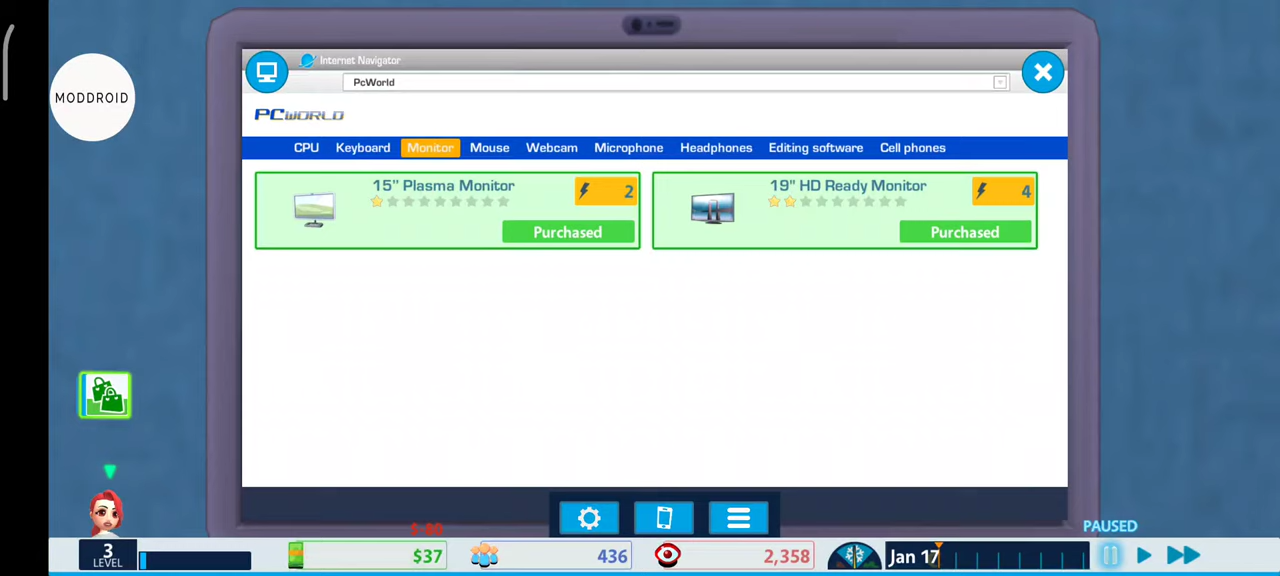 Internet Navigator
MODDROID
PcWorld
PCWORLD
CPU Keyboard Monitor Mouse Webcam Microphone Headphones Editing software Cell phones
15" Plasma Monitor 2
Purchased
19" HD Ready Monitor 4
Purchased
PAUSED
3
LEVEL
$37
436
2,358
Jan 17